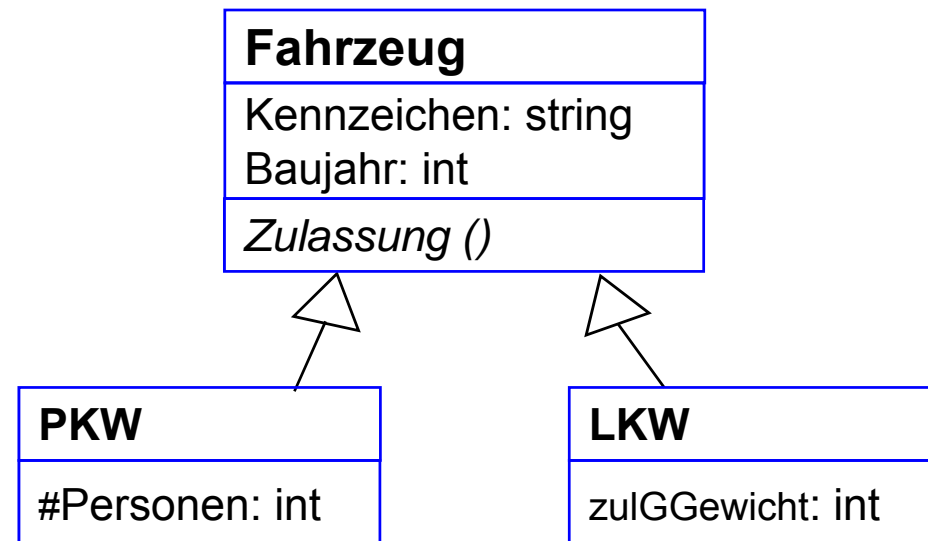 Fahrzeug
Kennzeichen: string
Baujahr: int
Zulassung ()
PKW
#Personen: int
LKW
zulGGewicht: int